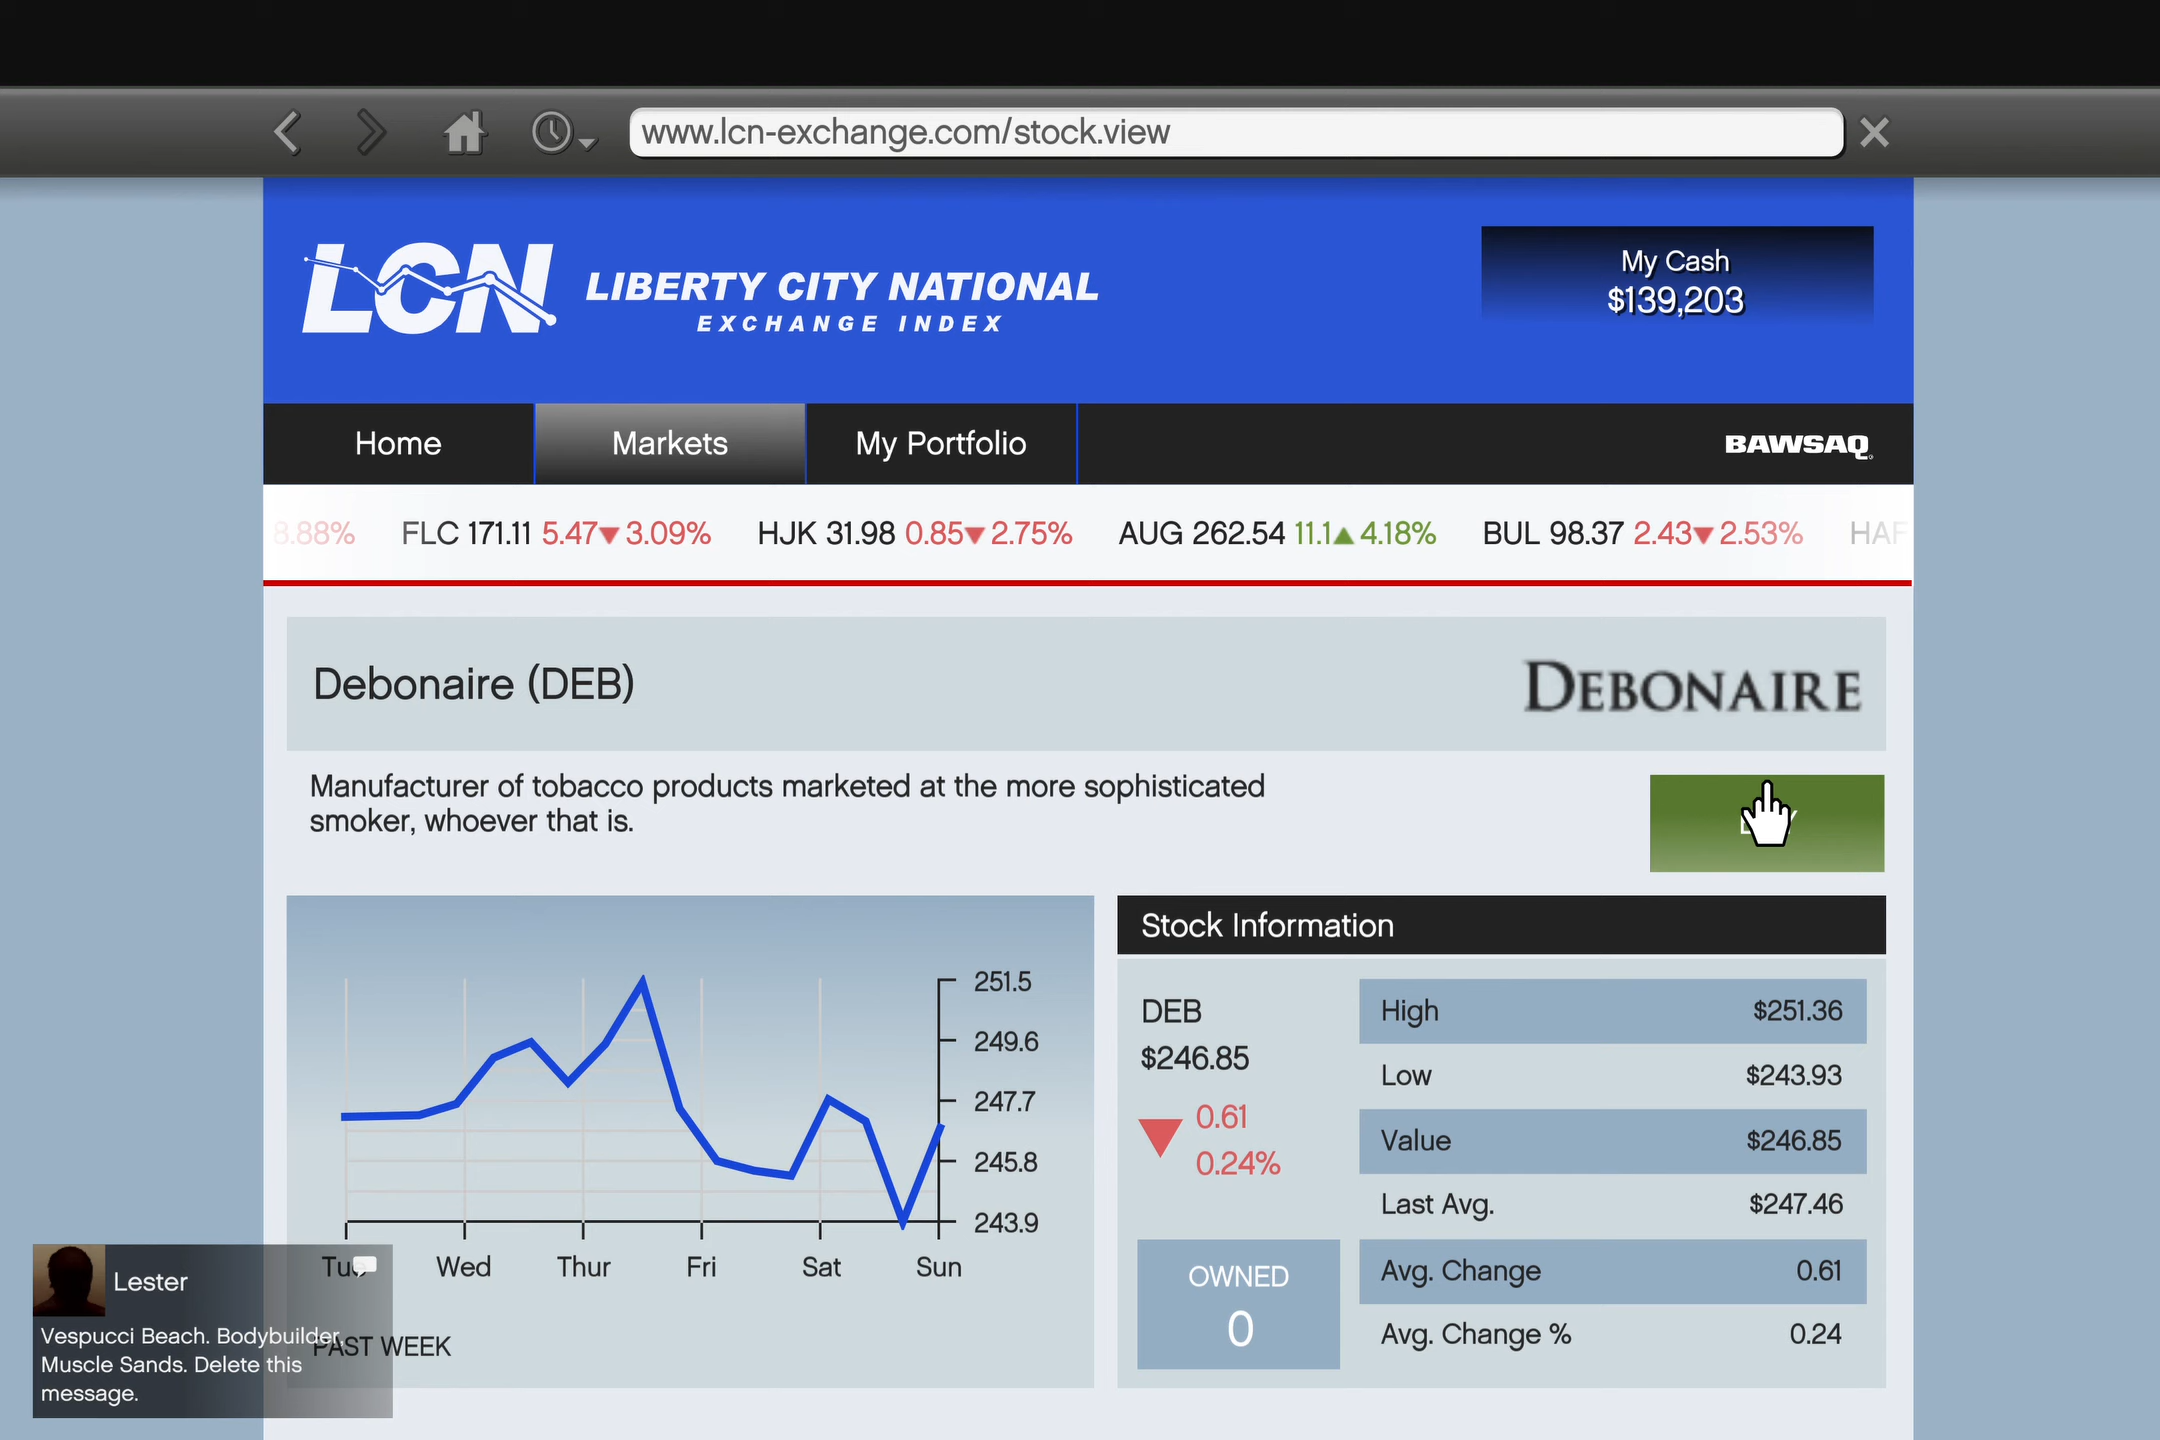 www.lcn-exchange.com/stock.view
LCN LIBERTY CITY NATIONAL
EXCHANGE INDEX
My Cash
$139,203
Home
Markets
My Portfolio
BAWSAQ
8.88% FLC 171.11 5.47▼3.09% HJK 31.98 0.85▼2.75% AUG 262.54 11.1▲4.18% BUL 98.37 2.43▼2.53%
Debonaire (DEB)
DEBONAIRE
Manufacturer of tobacco products marketed at the more sophisticated
smoker, whoever that is.
251.5
249.6
247.7
245.8
243.9
Wed Thur Fri Sat Sun
PAST WEEK
Stock Information
DEB
$246.85
0.61
0.24%
OWNED
0
High $251.36
Low $243.93
Value $246.85
Last Avg. $247.46
Avg. Change 0.61
Avg. Change % 0.24
Lester
Vespucci Beach. Bodybuilder.
Muscle Sands. Delete this
message.